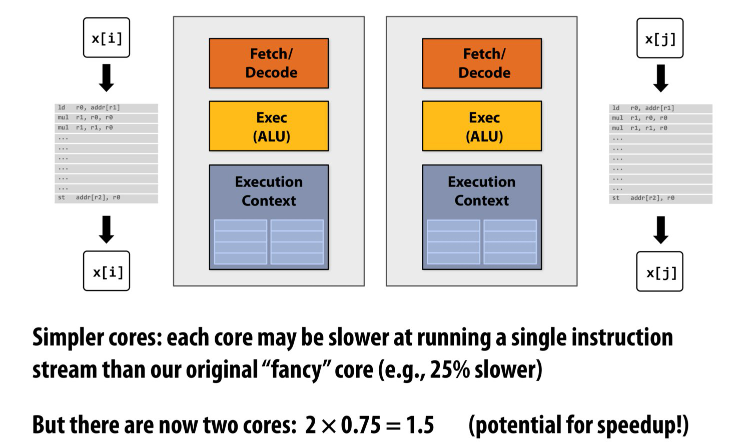 x[i]
ld r0, addr[r1]
mul r1, r0, r0
mul r1, r1, r0
...
...
...
...
...
...
st addr[r2], r0
x[i]
Fetch/
Decode
Exec
(ALU)
Execution
Context
Fetch/
Decode
Exec
(ALU)
Execution
Context
x[j]
ld r0, addr[r1]
mul r1, r0, r0
mul r1, r1, r0
...
...
...
...
...
...
st addr[r2], r0
x[j]
Simpler cores: each core may be slower at running a single instruction
stream than our original “fancy” core (e.g., 25% slower)
But there are now two cores: 2 × 0.75 = 1.5 (potential for speedup!)